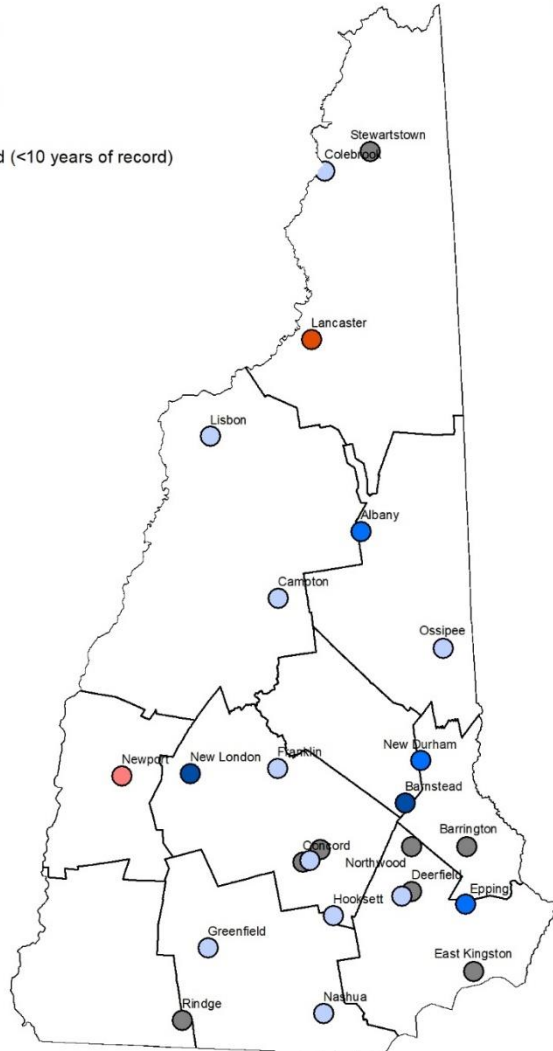 Stewartstown
d (<10 years of record)
Colebrook
Lancaster
Lisbon
Albany
Campton
Ossipee
New Durham
Newport
New London
Franklin
Barnstead
Barrington
Concord
Northwood
Deerfield
Epping
Hooksett
Greenfield
East Kingston
Nashua
Rindge